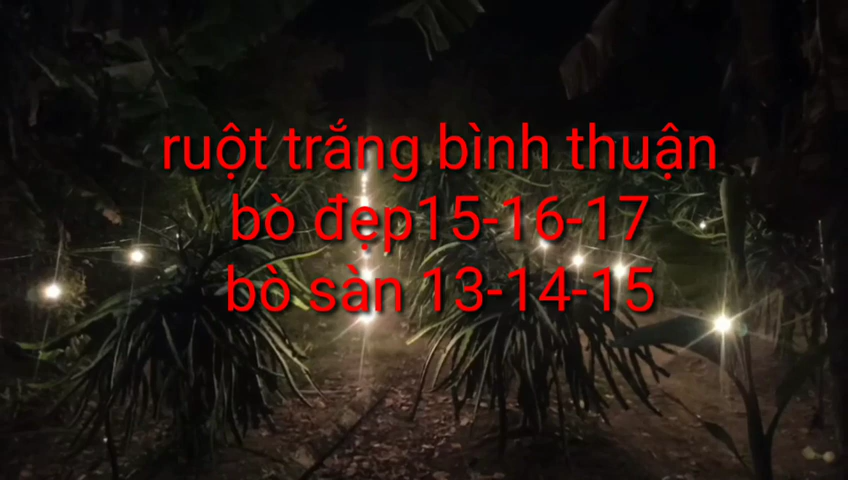 ruột trắng bình thuận
bò đẹp15-16-17
bò sàn 13-14-15